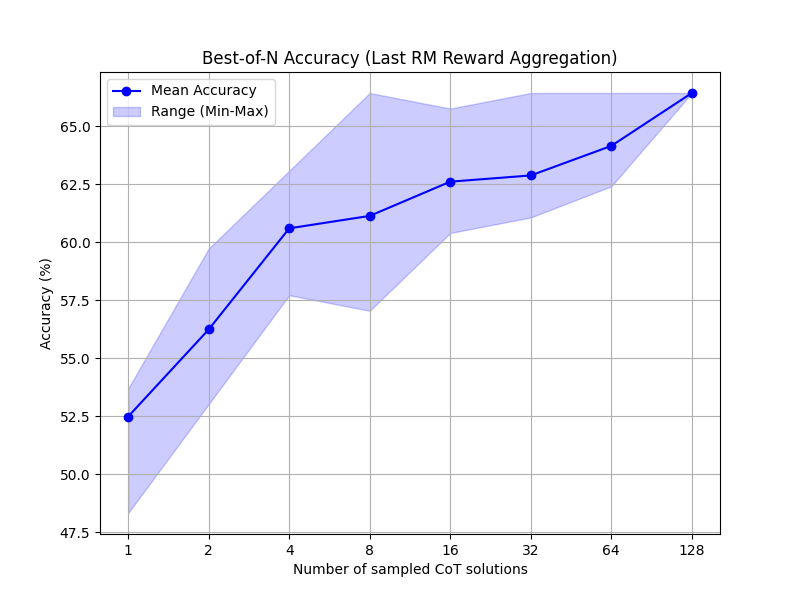 Best-of-N Accuracy (Last RM Reward Aggregation)
Mean Accuracy
Range (Min-Max)
Accuracy (%)
65.0
62.5
60.0
57.5
55.0
52.5
50.0
47.5
1 2 4 8 16 32 64 128
Number of sampled CoT solutions